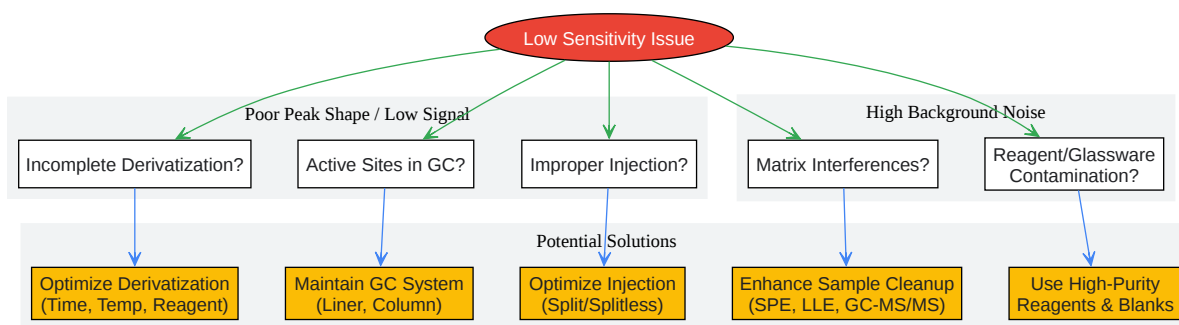 Low Sensitivity Issue
Poor Peak Shape / Low Signal
High Background Noise
Incomplete Derivatization?
Active Sites in GC?
Improper Injection?
Matrix Interferences?
Reagent/Glassware
Contamination?
Potential Solutions
Optimize Derivatization
(Time, Temp, Reagent)
Maintain GC System
(Liner, Column)
Optimize Injection
(Split/Splitless)
Enhance Sample Cleanup
(SPE, LLE, GC-MS/MS)
Use High-Purity
Reagents & Blanks